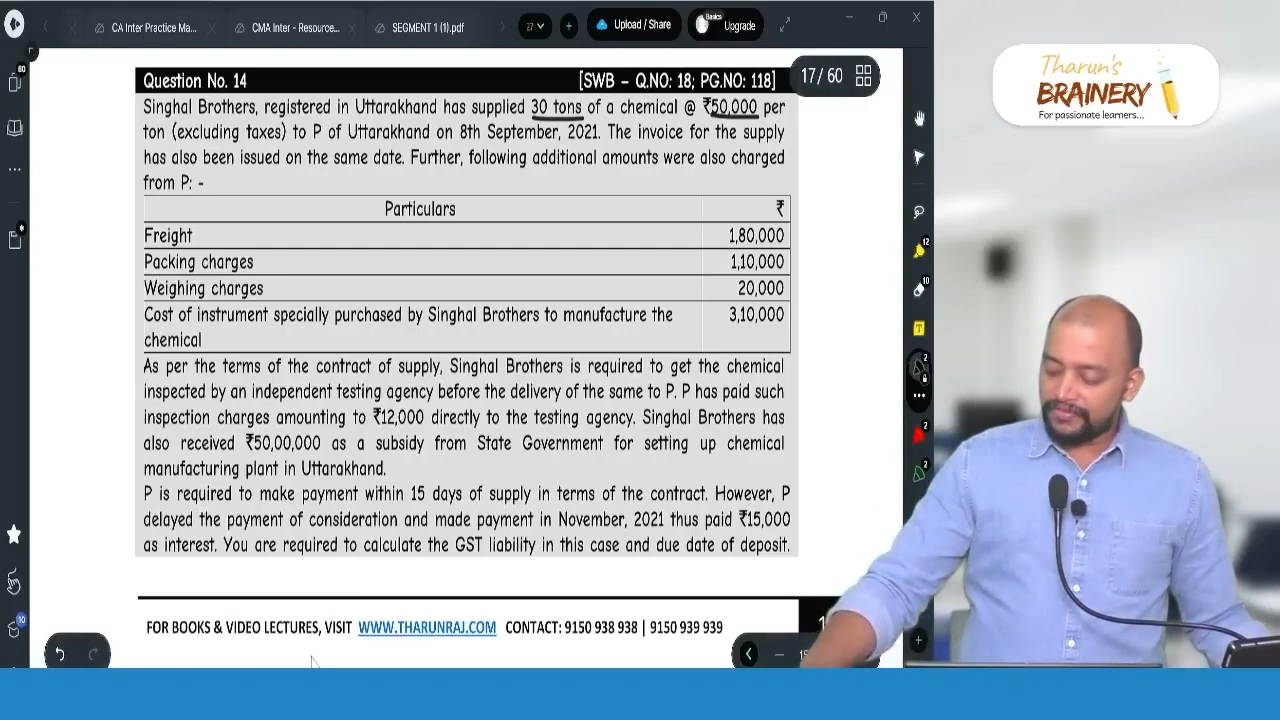 CA Inter Practice Ma...
CMA Inter - Resource...
SEGMENT 1 (1).pdf
27
Upload / Share
Basics
Upgrade
Question No. 14 [SWB – Q.NO: 18; PG.NO: 118]
17/60
Singhal Brothers, registered in Uttarakhand has supplied 30 tons of a chemical @ ₹50,000 per
ton (excluding taxes) to P of Uttarakhand on 8th September, 2021. The invoice for the supply
has also been issued on the same date. Further, following additional amounts were also charged
from P: -
Particulars ₹
Freight 1,80,000
Packing charges 1,10,000
Weighing charges 20,000
Cost of instrument specially purchased by Singhal Brothers to manufacture the 3,10,000
chemical
As per the terms of the contract of supply, Singhal Brothers is required to get the chemical
inspected by an independent testing agency before the delivery of the same to P. P has paid such
inspection charges amounting to ₹12,000 directly to the testing agency. Singhal Brothers has
also received ₹50,00,000 as a subsidy from State Government for setting up chemical
manufacturing plant in Uttarakhand.
P is required to make payment within 15 days of supply in terms of the contract. However, P
delayed the payment of consideration and made payment in November, 2021 thus paid ₹15,000
as interest. You are required to calculate the GST liability in this case and due date of deposit.
FOR BOOKS & VIDEO LECTURES, VISIT WWW.THARUNRAJ.COM CONTACT: 9150 938 938 | 9150 939 939
Tharun's
BRAINERY
For passionate learners...
80
12
10
T
2
2
2
10